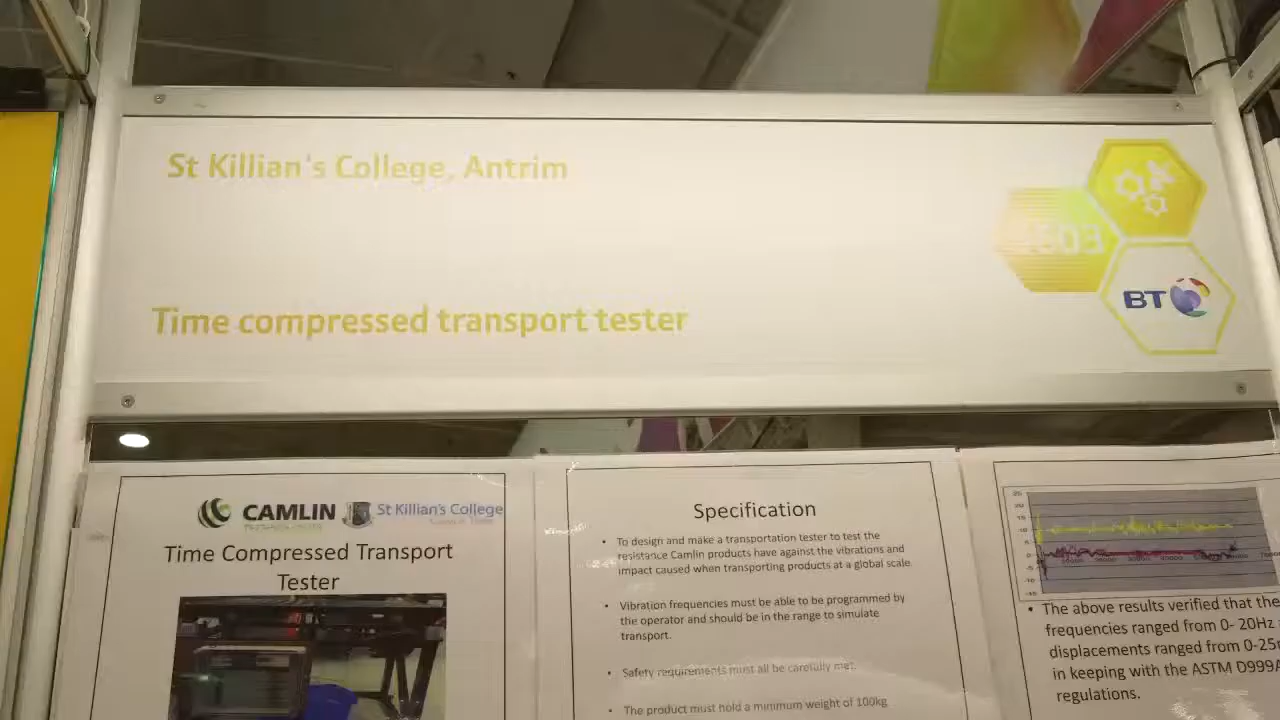 St Killian's College, Antrim
Time compressed transport tester
BT
CAMLIN
St Killian's College
Time Compressed Transport
Tester
Specification
To design and make a transportation tester to test the
resistance Camlin products have against the vibrations and
impact caused when transporting products at a global scale.
Vibration frequencies must be able to be programmed by
the operator and should be in the range to simulate
transport.
Safety requirements must all be carefully met.
The product must hold a minimum weight of 100kg
The above results verified that the
frequencies ranged from 0- 20Hz
displacements ranged from 0-25
in keeping with the ASTM D999
regulations.